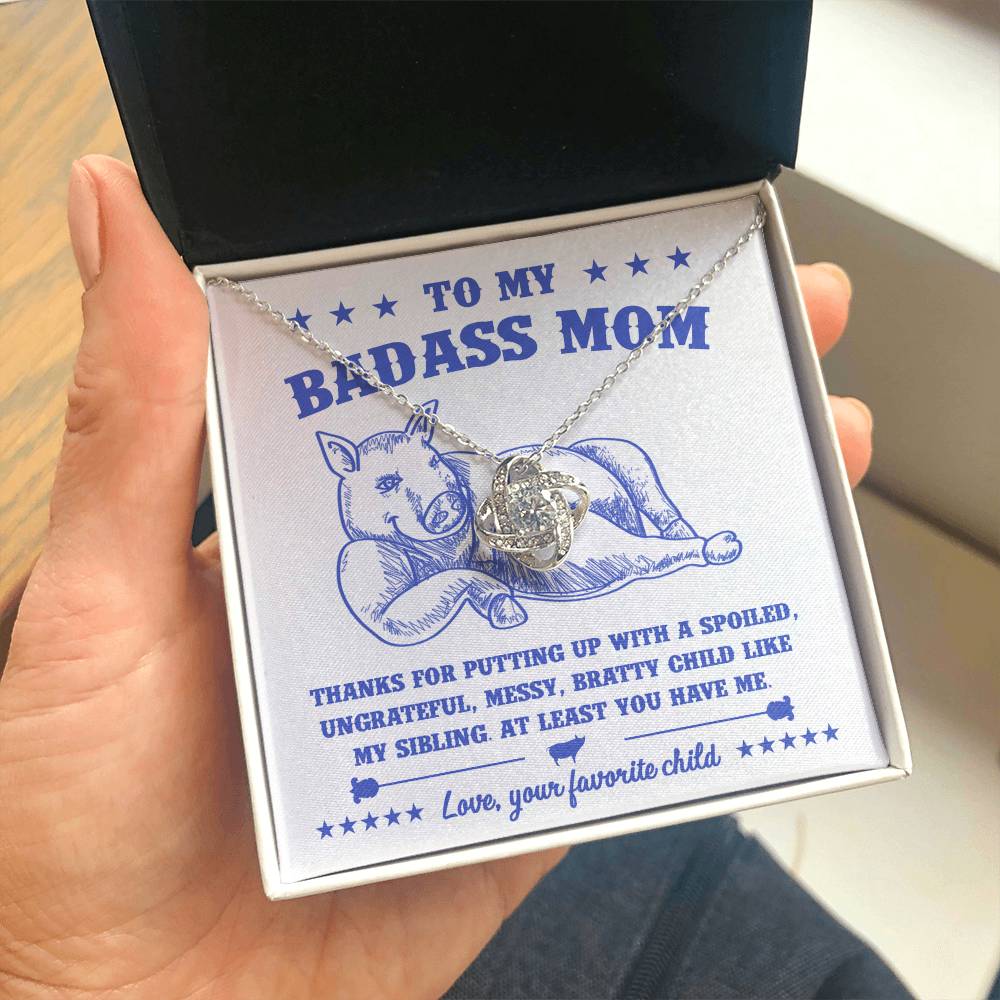 TO MY
BADASS MOM
THANKS FOR PUTTING UP WITH A SPOILED,
UNGRATEFUL, MESSY, BRATTY CHILD LIKE
MY SIBLING. AT LEAST YOU HAVE ME.
Love, your favorite child